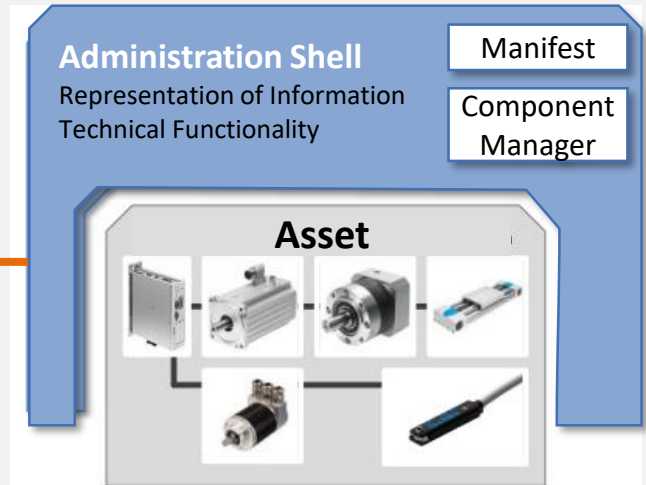 Administration Shell
Representation of Information
Technical Functionality
Manifest
Component
Manager
Asset